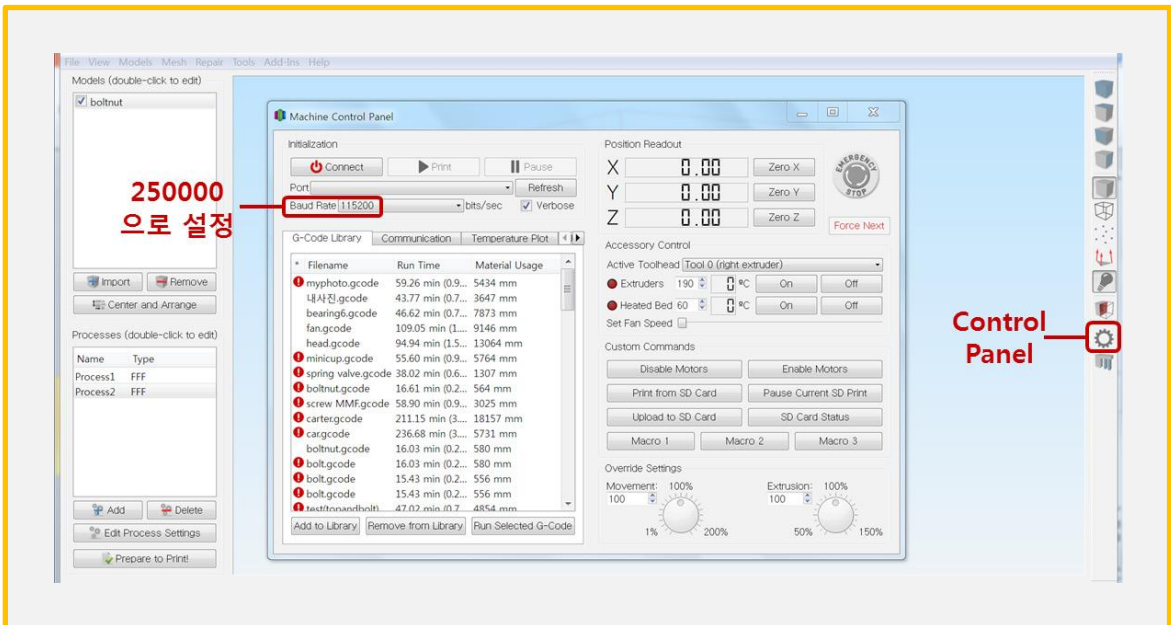 File View Models Mesh Repair Tools Add-Ins Help
Models (double-click to edit)
boltnut
Import
Remove
Center and Arrange
Processes (double-click to edit)
Name Type
Process1 FFF
Process2 FFF
Add
Delete
Edit Process Settings
Prepare to Print!
250000
으로 설정
Machine Control Panel
Initialization
Connect
Print
Pause
Port
Refresh
Baud Rate 115200 bits/sec Verbose
G-Code Library Communication Temperature Plot
* Filename Run Time Material Usage
myphoto.gcode 59.26 min (0.9... 5434 mm
내사진.gcode 43.77 min (0.7... 3647 mm
bearing6.gcode 46.62 min (0.7... 7873 mm
fan.gcode 109.05 min (1.... 9146 mm
head.gcode 94.94 min (1.5... 13064 mm
minicup.gcode 55.60 min (0.9... 5764 mm
spring valve.gcode 38.02 min (0.6... 1307 mm
boltnut.gcode 16.61 min (0.2... 564 mm
screw MMF.gcode 58.90 min (0.9... 3025 mm
carter.gcode 211.15 min (3.... 18157 mm
car.gcode 236.68 min (3.... 5731 mm
boltnut.gcode 16.03 min (0.2... 580 mm
bolt.gcode 16.03 min (0.2... 580 mm
bolt.gcode 15.43 min (0.2... 556 mm
bolt.gcode 15.43 min (0.2... 556 mm
test(topandbolt) 47.02 min (0.7 4854 mm
Add to Library
Remove from Library
Run Selected G-Code
Position Readout
X 0.00 Zero X
Y 0.00 Zero Y
Z 0.00 Zero Z
EMERGENCY
STOP
Force Next
Accessory Control
Active Toolhead Tool 0 (right extruder)
Extruders 190 0 ºC On Off
Heated Bed 60 0 ºC On Off
Set Fan Speed
Custom Commands
Disable Motors
Enable Motors
Print from SD Card
Pause Current SD Print
Upload to SD Card
SD Card Status
Macro 1
Macro 2
Macro 3
Override Settings
Movement: 100%
100
1% 200%
Extrusion: 100%
100
50% 150%
Control
Panel